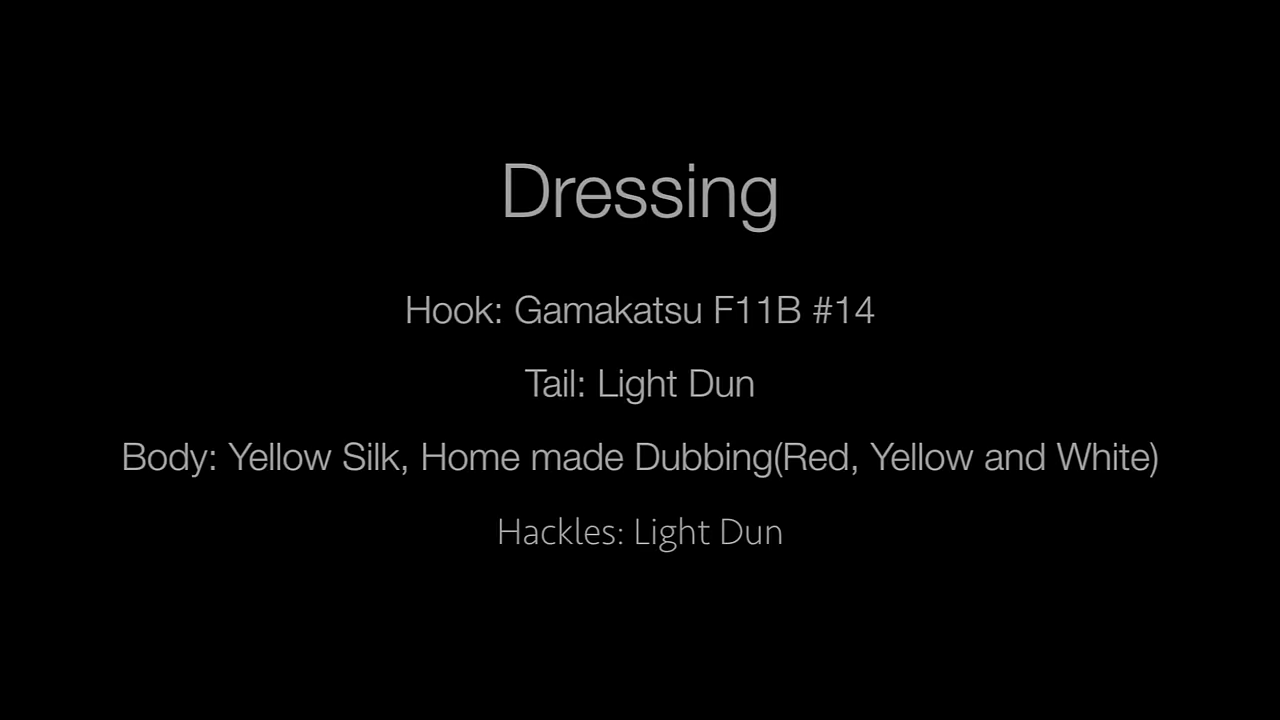 Dressing
Hook: Gamakatsu F11B #14
Tail: Light Dun
Body: Yellow Silk, Home made Dubbing(Red, Yellow and White)
Hackles: Light Dun